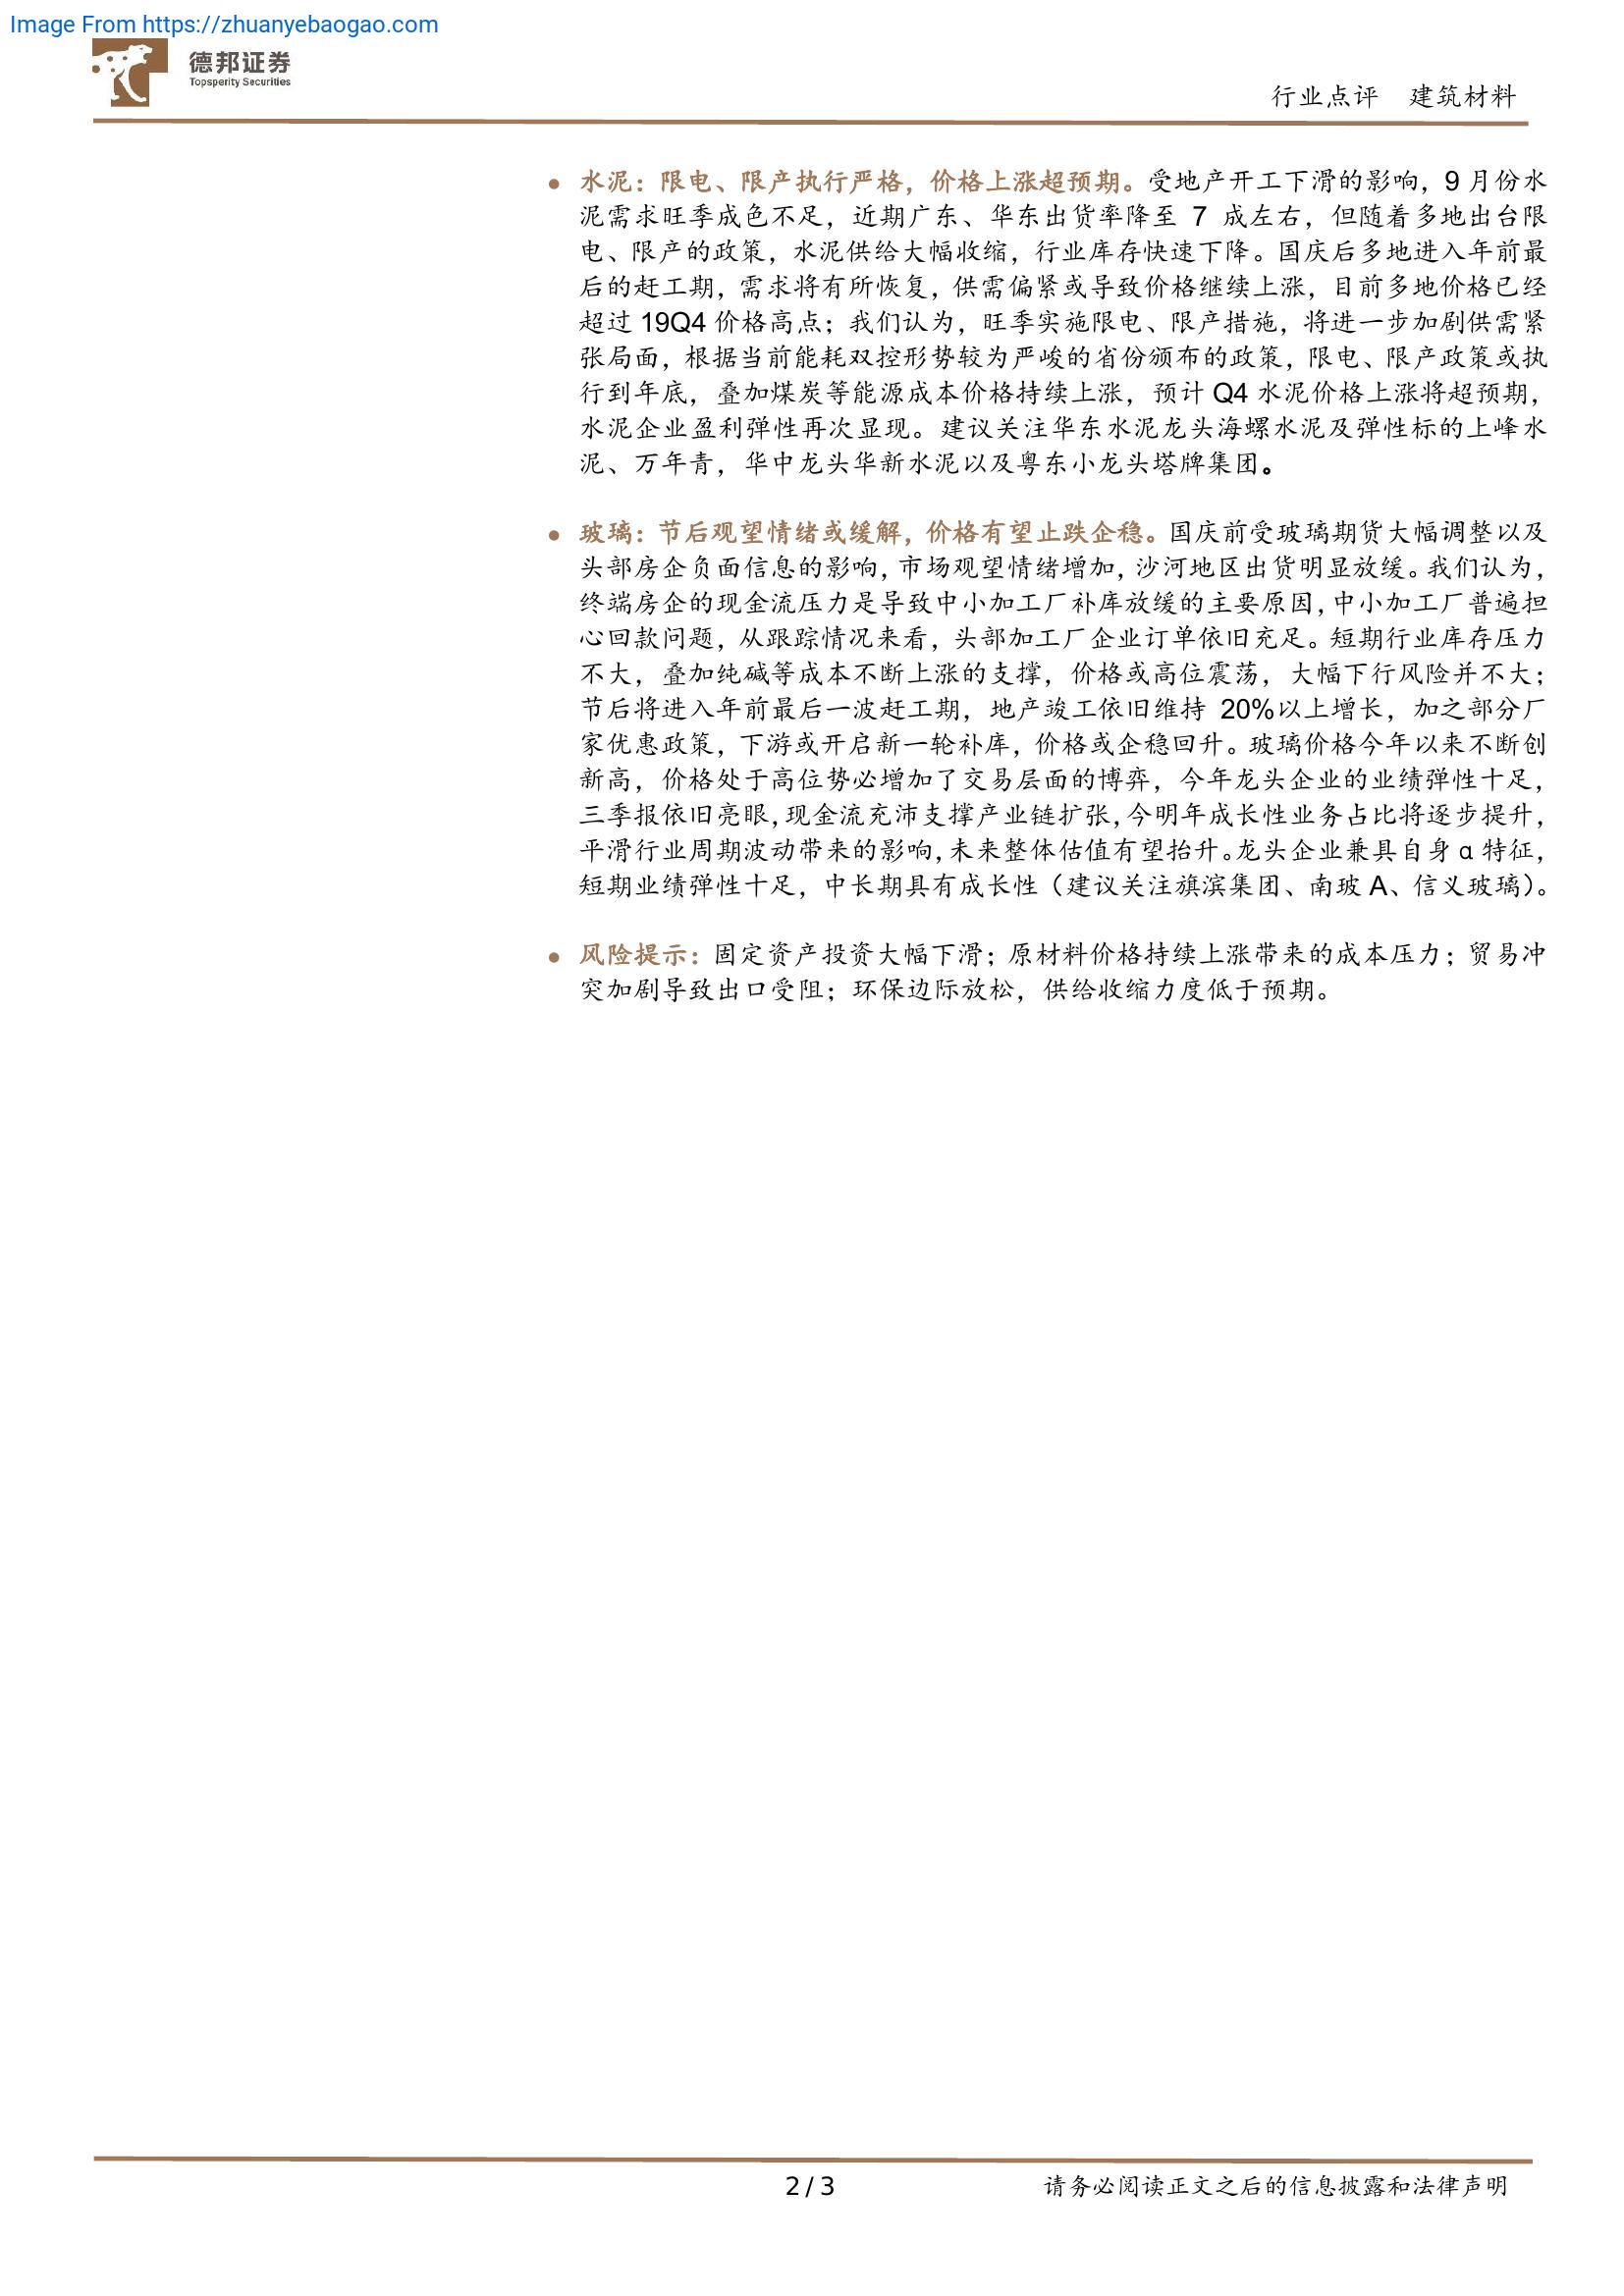 Image From https://zhuanyebaogao.com
德邦证券
Topsperity Securities
行业点评 建筑材料
● 水泥：限电、限产执行严格，价格上涨超预期。受地产开工下滑的影响，9 月份水
泥需求旺季成色不足，近期广东、华东出货率降至 7 成左右，但随着多地出台限
电、限产的政策，水泥供给大幅收缩，行业库存快速下降。国庆后多地进入年前最
后的赶工期，需求将有所恢复，供需偏紧或导致价格继续上涨，目前多地价格已经
超过 19Q4 价格高点；我们认为，旺季实施限电、限产措施，将进一步加剧供需紧
张局面，根据当前能耗双控形势较为严峻的省份颁布的政策，限电、限产政策或执
行到年底，叠加煤炭等能源成本价格持续上涨，预计 Q4 水泥价格上涨将超预期，
水泥企业盈利弹性再次显现。建议关注华东水泥龙头海螺水泥及弹性标的上峰水
泥、万年青，华中龙头华新水泥以及粤东小龙头塔牌集团。
● 玻璃：节后观望情绪或缓解，价格有望止跌企稳。国庆前受玻璃期货大幅调整以及
头部房企负面信息的影响，市场观望情绪增加，沙河地区出货明显放缓。我们认为，
终端房企的现金流压力是导致中小加工厂补库放缓的主要原因，中小加工厂普遍担
心回款问题，从跟踪情况来看，头部加工厂企业订单依旧充足。短期行业库存压力
不大，叠加纯碱等成本不断上涨的支撑，价格或高位震荡，大幅下行风险并不大；
节后将进入年前最后一波赶工期，地产竣工依旧维持 20%以上增长，加之部分厂
家优惠政策，下游或开启新一轮补库，价格或企稳回升。玻璃价格今年以来不断创
新高，价格处于高位势必增加了交易层面的博弈，今年龙头企业的业绩弹性十足，
三季报依旧亮眼，现金流充沛支撑产业链扩张，今明年成长性业务占比将逐步提升，
平滑行业周期波动带来的影响，未来整体估值有望抬升。龙头企业兼具自身 α 特征，
短期业绩弹性十足，中长期具有成长性（建议关注旗滨集团、南玻 A、信义玻璃）。
● 风险提示：固定资产投资大幅下滑；原材料价格持续上涨带来的成本压力；贸易冲
突加剧导致出口受阻；环保边际放松，供给收缩力度低于预期。
2 / 3
请务必阅读正文之后的信息披露和法律声明